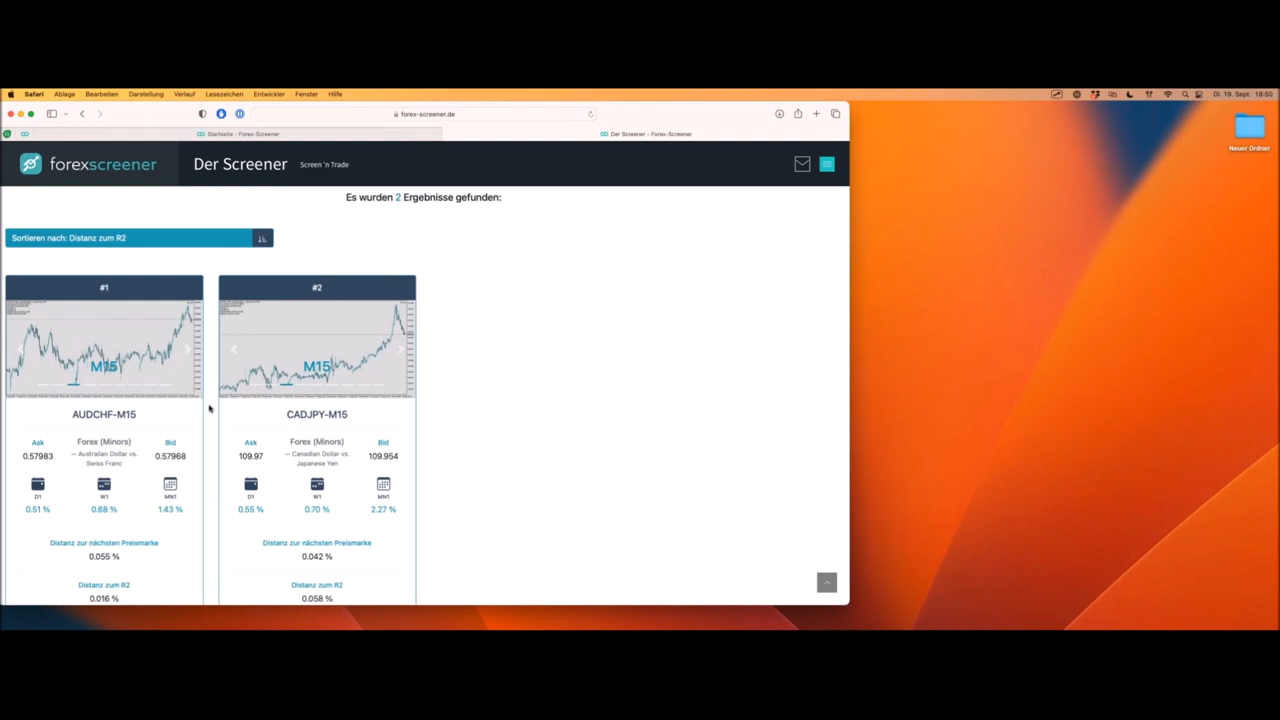 Safari Ablage Bearbeiten Darstellung Verlauf Lesezeichen Entwickler Fenster Hilfe Di. 19. Sept. 18:50
forex-screener.de
Startseite - Forex-Screener Der Screener - Forex-Screener
Neuer Ordner
forexscreener Der Screener Screen 'n Trade
Es wurden 2 Ergebnisse gefunden:
Sortieren nach: Distanz zum R2
#1 #2
M15 M15
AUDCHF-M15 CADJPY-M15
Ask Forex (Minors) Bid Ask Forex (Minors) Bid
0.57983 — Australian Dollar vs. Swiss Franc 0.57968 109.97 — Canadian Dollar vs. Japanese Yen 109.954
D1 W1 MN1 D1 W1 MN1
0.51 % 0.68 % 1.43 % 0.55 % 0.70 % 2.27 %
Distanz zur nächsten Preismarke Distanz zur nächsten Preismarke
0.055 % 0.042 %
Distanz zum R2 Distanz zum R2
0.016 % 0.058 %